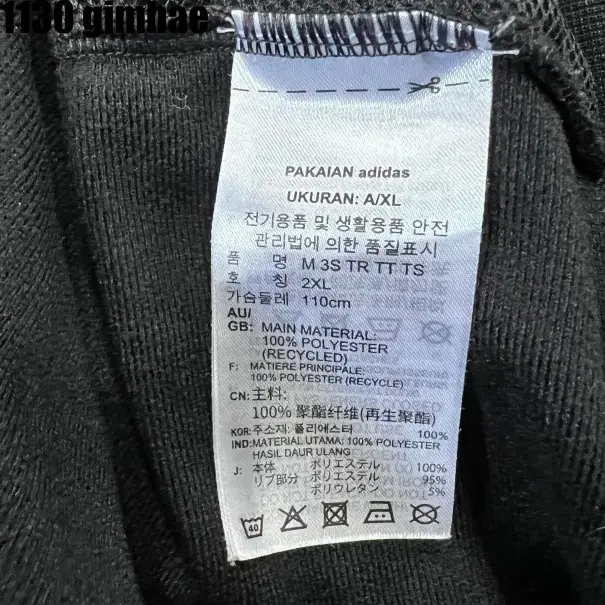 1130 gimhae
PAKAIAN adidas
UKURAN: A/XL
전기용품 및 생활용품 안전
관리법에 의한 품질표시
품 명 M 3S TR TT TS
호 칭 2XL
가슴둘레 110cm
AU/
GB: MAIN MATERIAL:
100% POLYESTER
(RECYCLED)
F: MATIERE PRINCIPALE:
100% POLYESTER (RECYCLE)
CN: 主料:
100% 聚酯纤维(再生聚酯)
KOR: 주소재: 폴리에스터 100%
IND: MATERIAL UTAMA: 100% POLYESTER
HASIL DAUR ULANG
J: 本体 ポリエステル 100%
リブ部分 ポリエステル 95%
ポリウレタン 5%
40